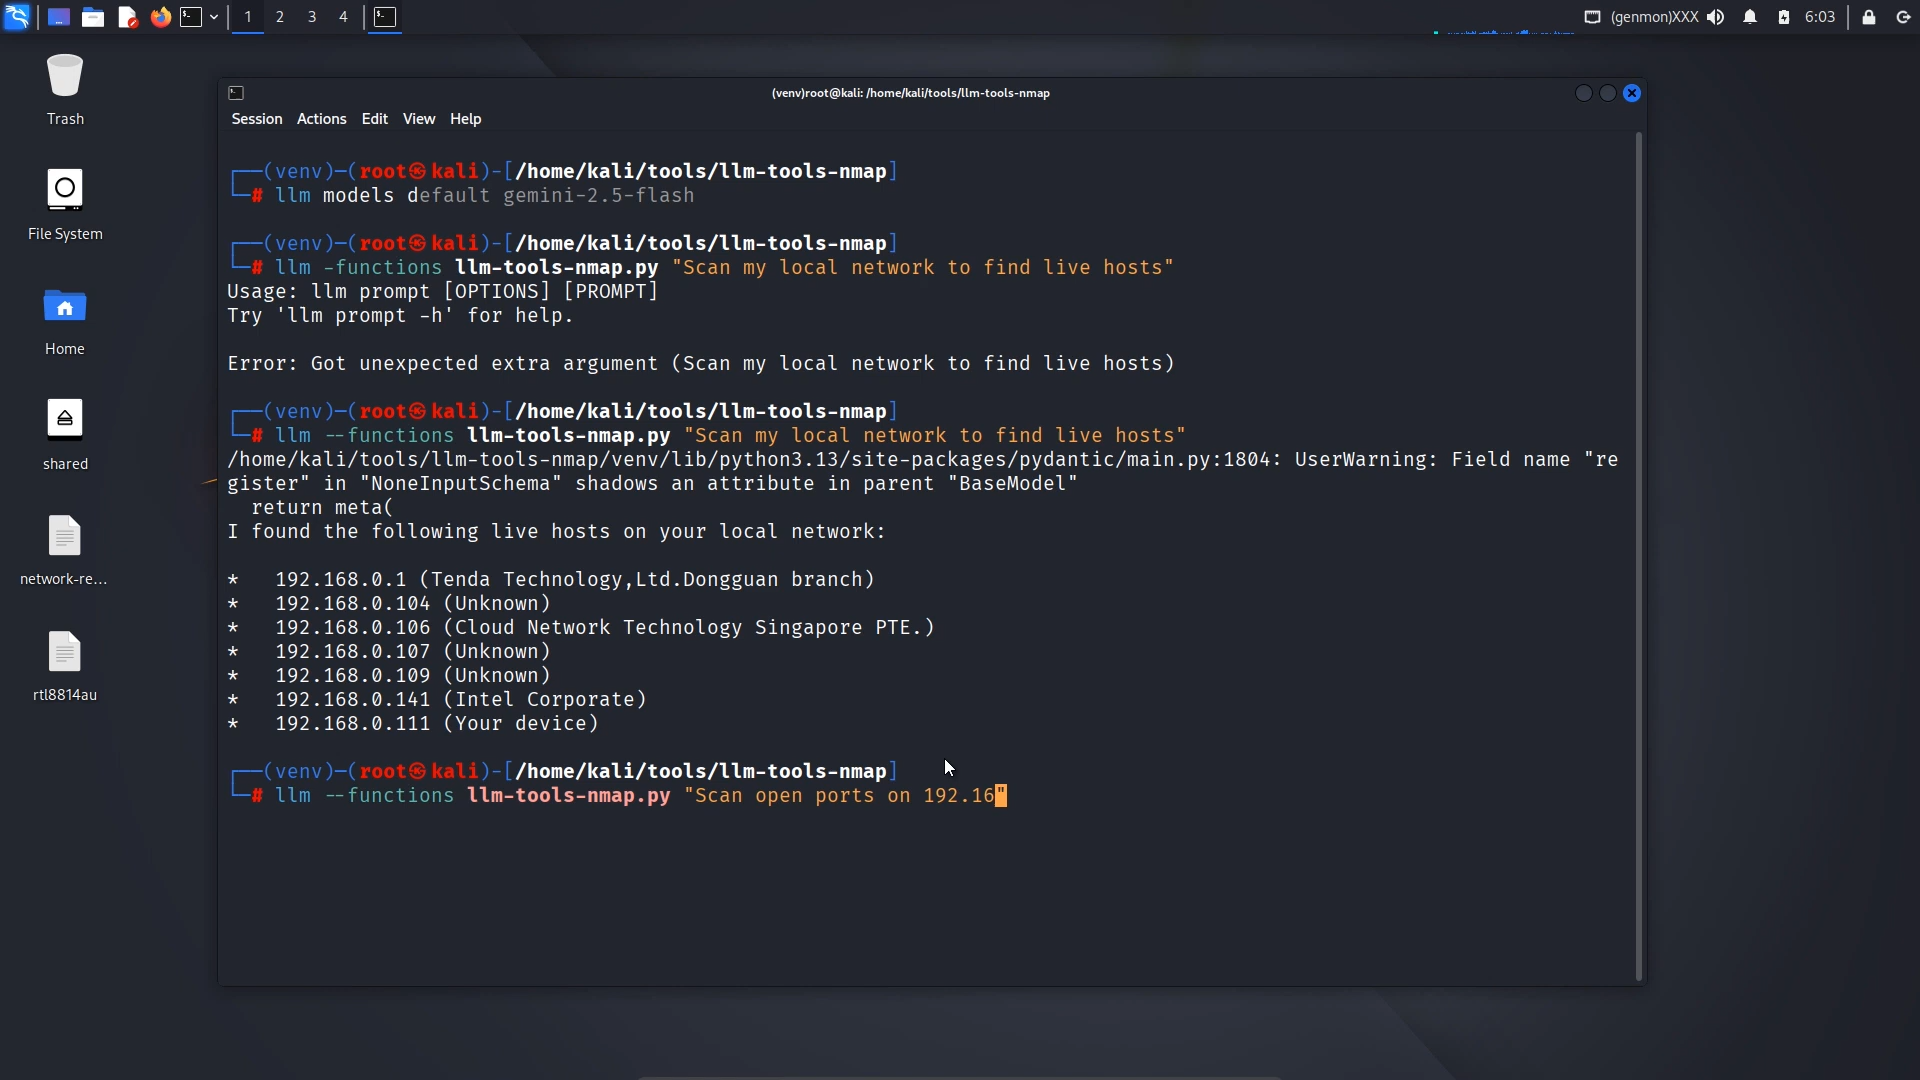 1 2 3 4 (genmon)XXX 6:03
Trash
File System
Home
shared
network-re...
rtl8814au
(venv)root@kali: /home/kali/tools/llm-tools-nmap
Session Actions Edit View Help
┌──(venv)─(root㉿kali)-[/home/kali/tools/llm-tools-nmap]
└─# llm models default gemini-2.5-flash
┌──(venv)─(root㉿kali)-[/home/kali/tools/llm-tools-nmap]
└─# llm -functions llm-tools-nmap.py "Scan my local network to find live hosts"
Usage: llm prompt [OPTIONS] [PROMPT]
Try 'llm prompt -h' for help.
Error: Got unexpected extra argument (Scan my local network to find live hosts)
┌──(venv)─(root㉿kali)-[/home/kali/tools/llm-tools-nmap]
└─# llm --functions llm-tools-nmap.py "Scan my local network to find live hosts"
/home/kali/tools/llm-tools-nmap/venv/lib/python3.13/site-packages/pydantic/main.py:1804: UserWarning: Field name "re
gister" in "NoneInputSchema" shadows an attribute in parent "BaseModel"
  return meta(
I found the following live hosts on your local network:
*   192.168.0.1 (Tenda Technology,Ltd.Dongguan branch)
*   192.168.0.104 (Unknown)
*   192.168.0.106 (Cloud Network Technology Singapore PTE.)
*   192.168.0.107 (Unknown)
*   192.168.0.109 (Unknown)
*   192.168.0.141 (Intel Corporate)
*   192.168.0.111 (Your device)
┌──(venv)─(root㉿kali)-[/home/kali/tools/llm-tools-nmap]
└─# llm --functions llm-tools-nmap.py "Scan open ports on 192.16"